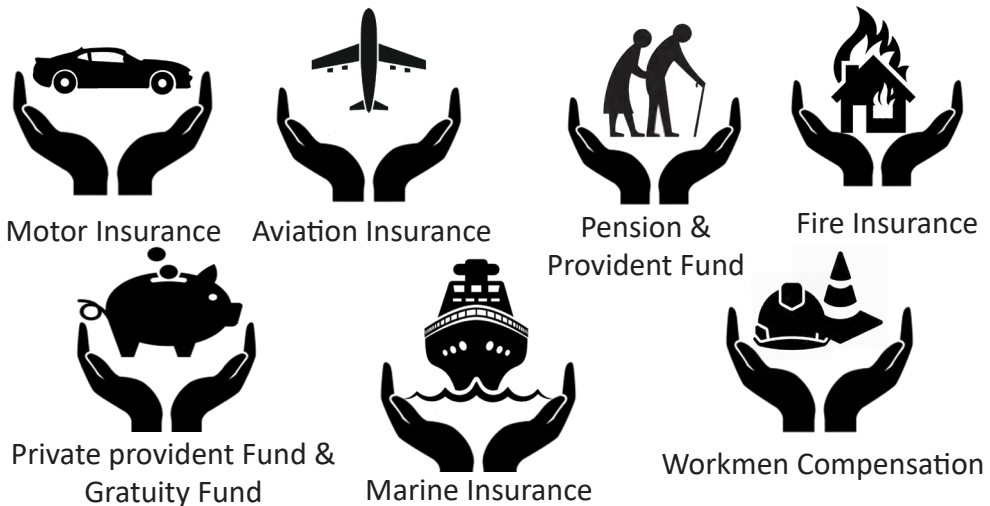 Motor Insurance
Aviation Insurance
Pension &
Provident Fund
Fire Insurance
Private provident Fund &
Gratuity Fund
Marine Insurance
Workmen Compensation